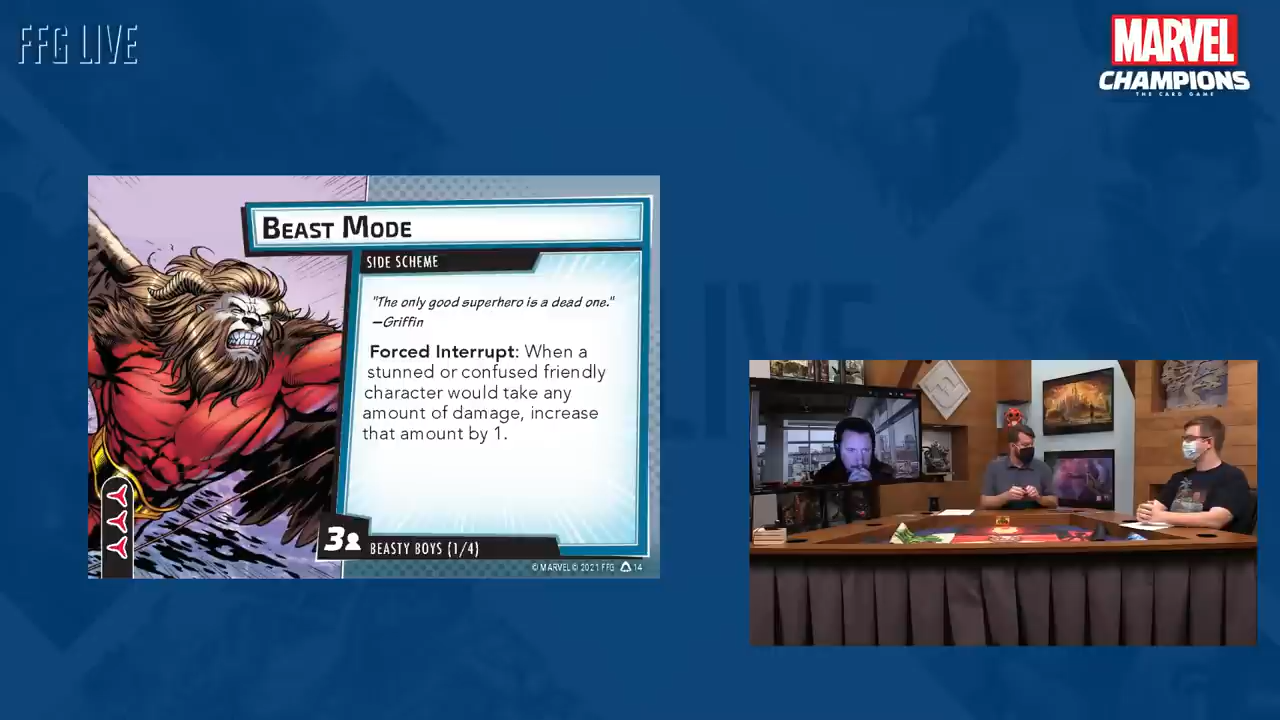 FFG LIVE
MARVEL
CHAMPIONS
THE CARD GAME
BEAST MODE
SIDE SCHEME
"The only good superhero is a dead one."
—Griffin
Forced Interrupt: When a
stunned or confused friendly
character would take any
amount of damage, increase
that amount by 1.
3
BEASTY BOYS (1/4)
© MARVEL © 2021 FFG 14
LIVE